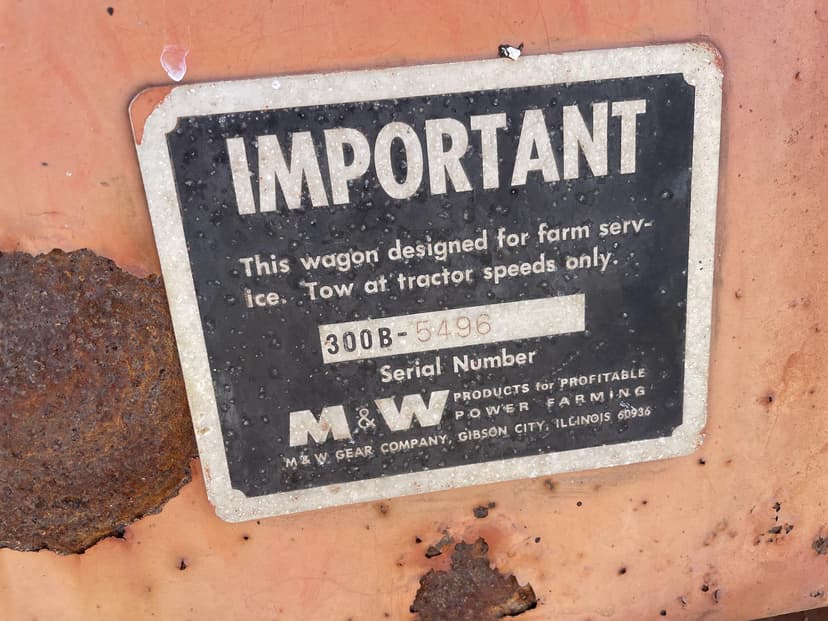 IMPORTANT
This wagon designed for farm serv-
ice. Tow at tractor speeds only.
300B-5496
Serial Number
M & W PRODUCTS for PROFITABLE
POWER FARMING
M & W GEAR COMPANY, GIBSON CITY, ILLINOIS 60936